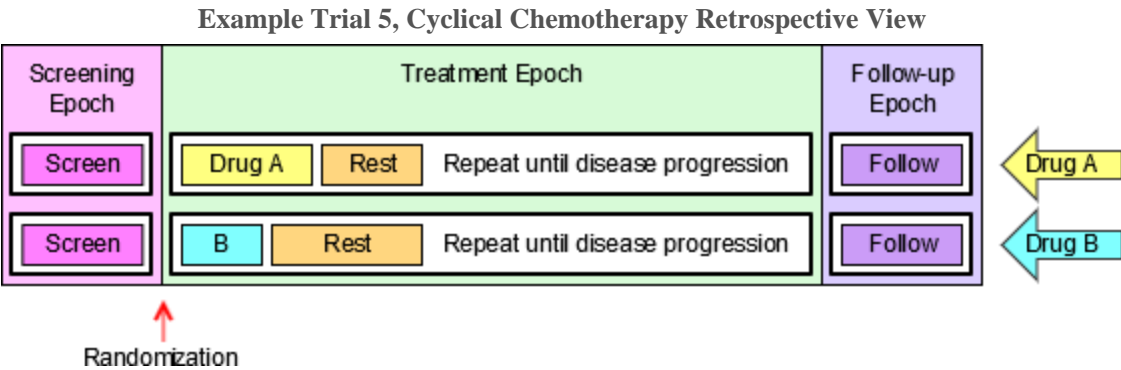 Example Trial 5, Cyclical Chemotherapy Retrospective View
Screening
Epoch
Treatment Epoch
Follow-up
Epoch
Screen
Drug A
Rest
Repeat until disease progression
Follow
Drug A
Screen
B
Rest
Repeat until disease progression
Follow
Drug B
Randomization